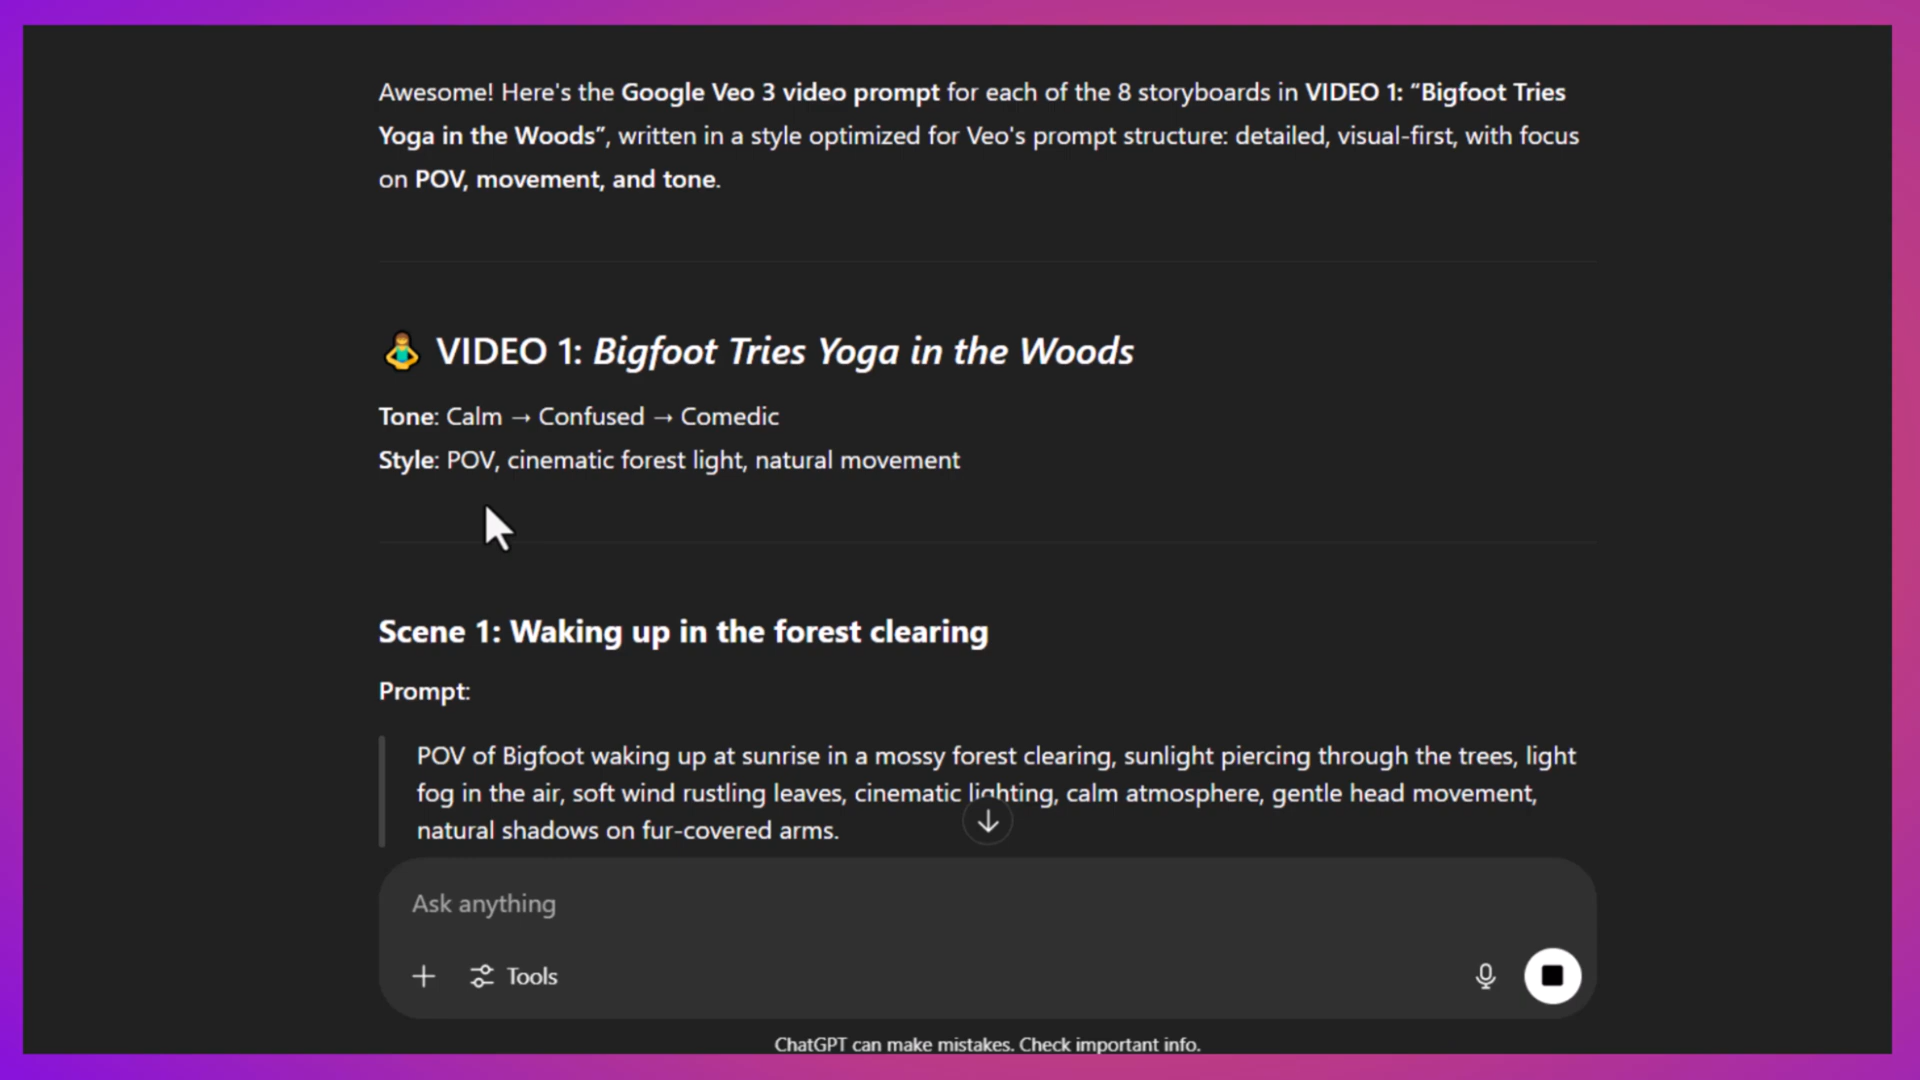 Awesome! Here's the Google Veo 3 video prompt for each of the 8 storyboards in VIDEO 1: “Bigfoot Tries
Yoga in the Woods”, written in a style optimized for Veo's prompt structure: detailed, visual-first, with focus
on POV, movement, and tone.
VIDEO 1: Bigfoot Tries Yoga in the Woods
Tone: Calm → Confused → Comedic
Style: POV, cinematic forest light, natural movement
Scene 1: Waking up in the forest clearing
Prompt:
POV of Bigfoot waking up at sunrise in a mossy forest clearing, sunlight piercing through the trees, light
fog in the air, soft wind rustling leaves, cinematic lighting, calm atmosphere, gentle head movement,
natural shadows on fur-covered arms.
Ask anything
Tools
ChatGPT can make mistakes. Check important info.